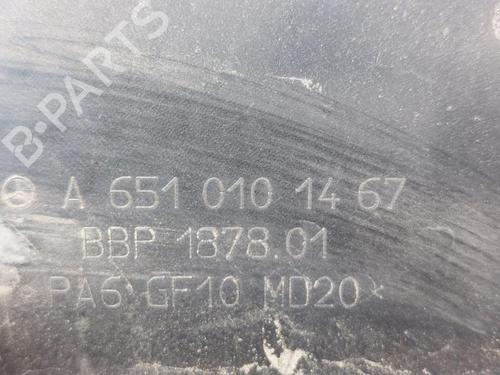 B-PARTS
A 651 010 14 67
BBP 1878.01
PA6 GF10 MD20